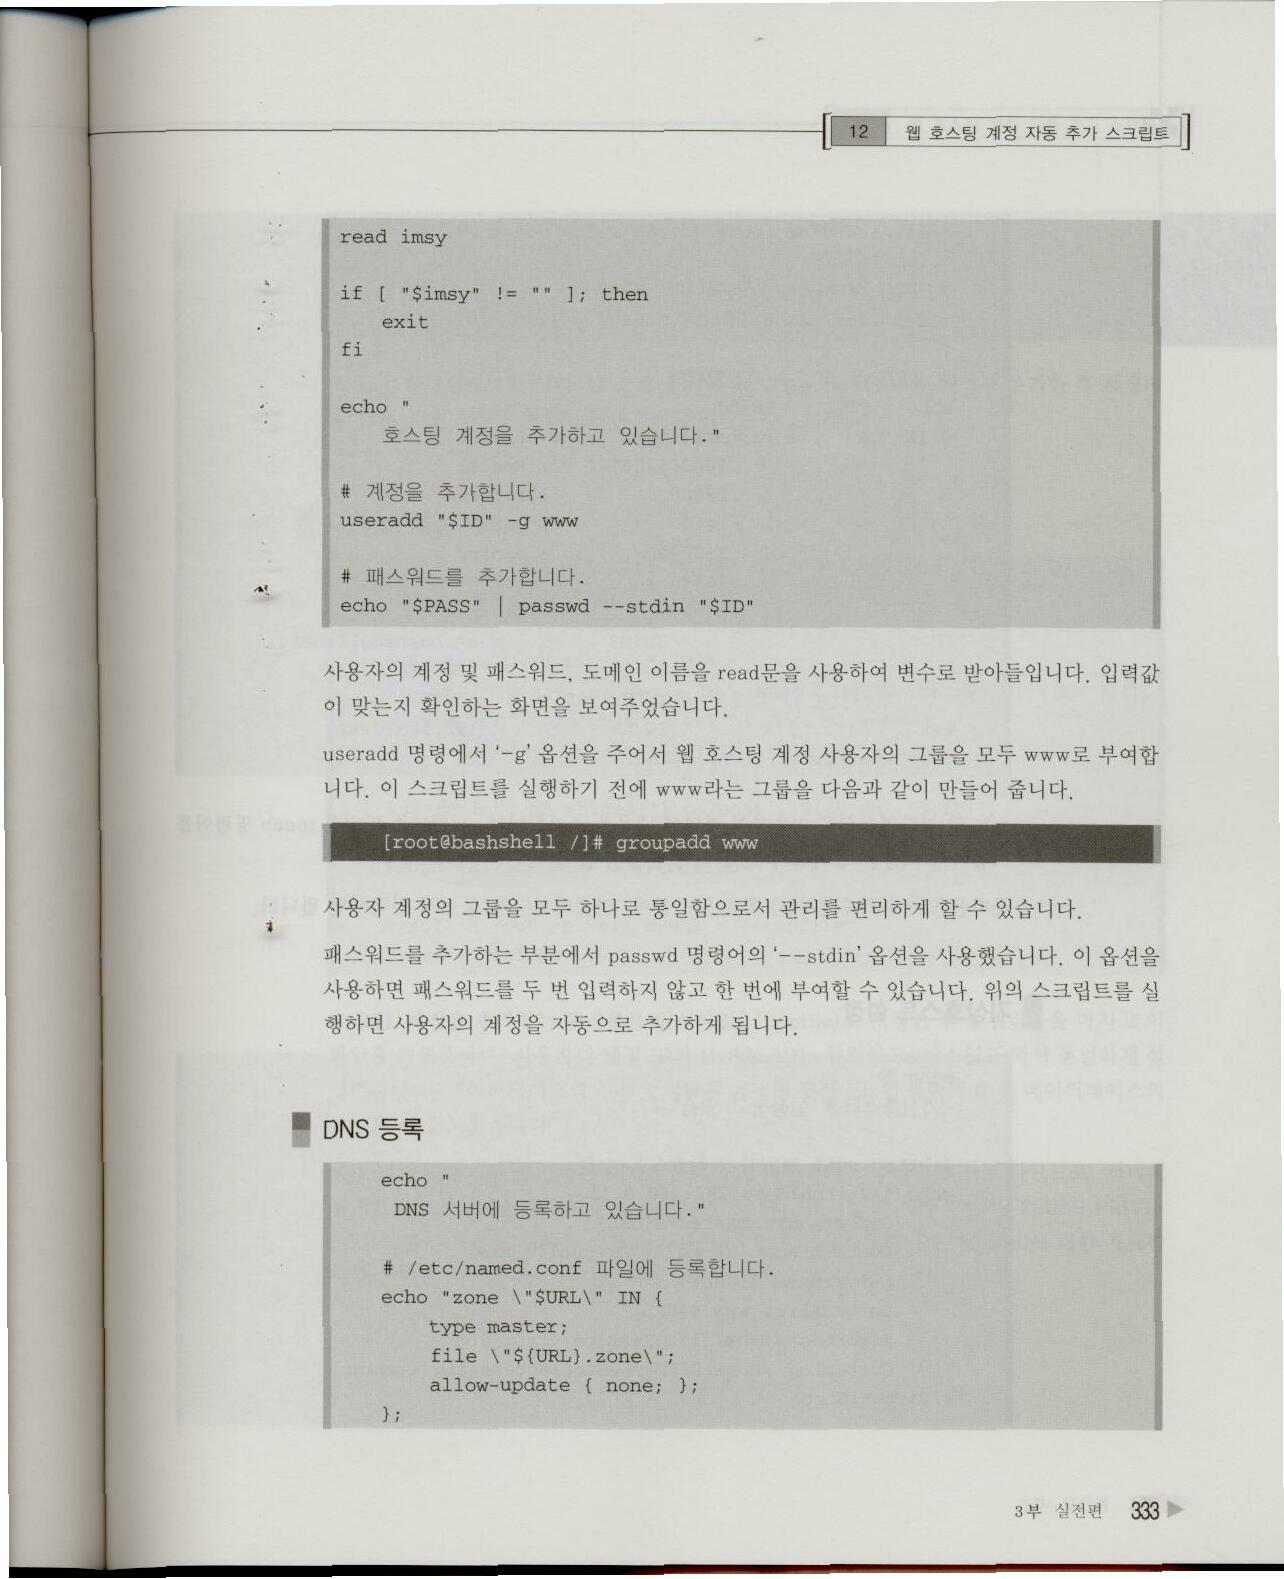 12 웹 호스팅 계정 자동 추가 스크립트
read imsy
if [ "$imsy" != "" ]; then
exit
fi
echo "
호스팅 계정을 추가하고 있습니다."
# 계정을 추가합니다.
useradd "$ID" -g www
# 패스워드를 추가합니다.
echo "$PASS" | passwd --stdin "$ID"
사용자의 계정 및 패스워드, 도메인 이름을 read문을 사용하여 변수로 받아들입니다. 입력값
이 맞는지 확인하는 화면을 보여주었습니다.
useradd 명령에서 '-g' 옵션을 주어서 웹 호스팅 계정 사용자의 그룹을 모두 www로 부여합
니다. 이 스크립트를 실행하기 전에 www라는 그룹을 다음과 같이 만들어 줍니다.
[root@bashshell /]# groupadd www
사용자 계정의 그룹을 모두 하나로 통일함으로서 관리를 편리하게 할 수 있습니다.
패스워드를 추가하는 부분에서 passwd 명령어의 '--stdin' 옵션을 사용했습니다. 이 옵션을
사용하면 패스워드를 두 번 입력하지 않고 한 번에 부여할 수 있습니다. 위의 스크립트를 실
행하면 사용자의 계정을 자동으로 추가하게 됩니다.
DNS 등록
echo "
DNS 서버에 등록하고 있습니다."
# /etc/named.conf 파일에 등록합니다.
echo "zone \"$URL\" IN {
type master;
file \"${URL}.zone\";
allow-update { none; };
};
3부 실전편 333